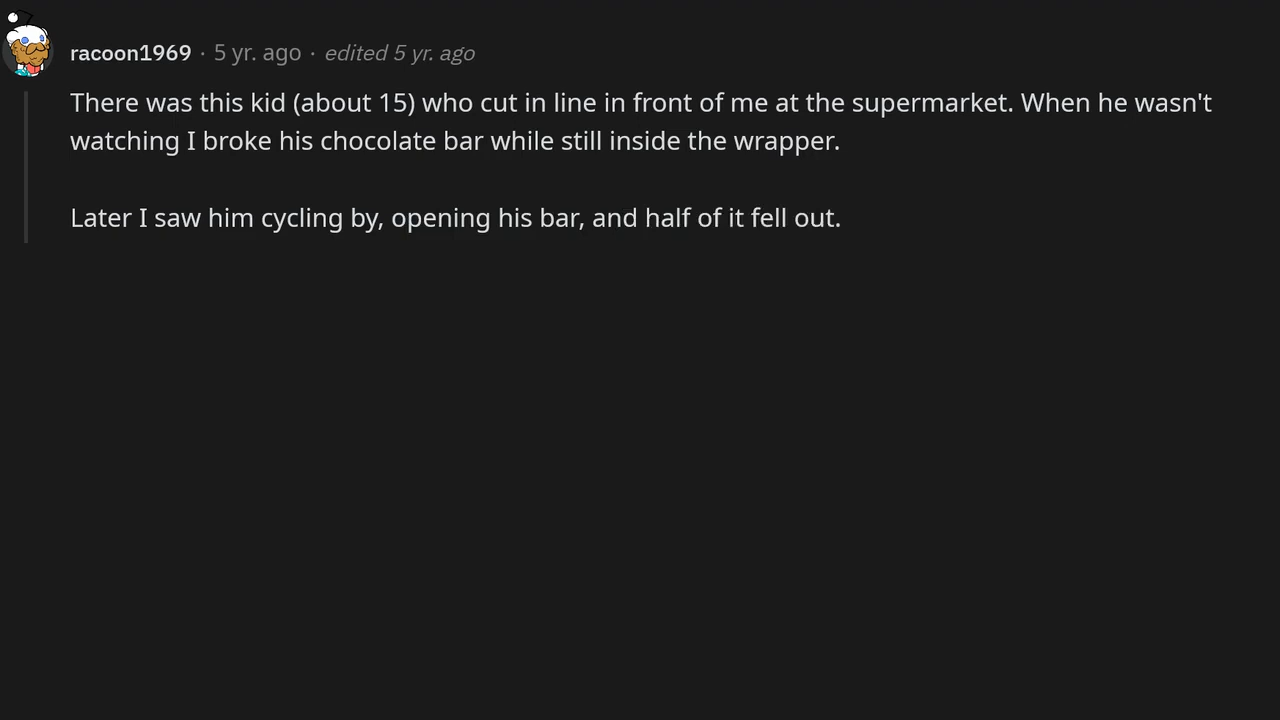 racoon1969 · 5 yr. ago · edited 5 yr. ago
There was this kid (about 15) who cut in line in front of me at the supermarket. When he wasn't
watching I broke his chocolate bar while still inside the wrapper.
Later I saw him cycling by, opening his bar, and half of it fell out.